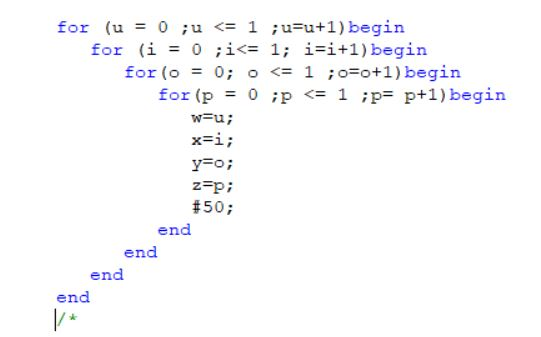 for (u = 0 ;u <= 1 ;u=u+1)begin
for (i = 0 ;i<= 1; i=i+1)begin
for(o = 0; o <= 1 ;o=o+1)begin
for(p = 0 ;p <= 1 ;p= p+1)begin
w=u;
x=i;
y=o;
z=p;
#50;
end
end
end
end
/*